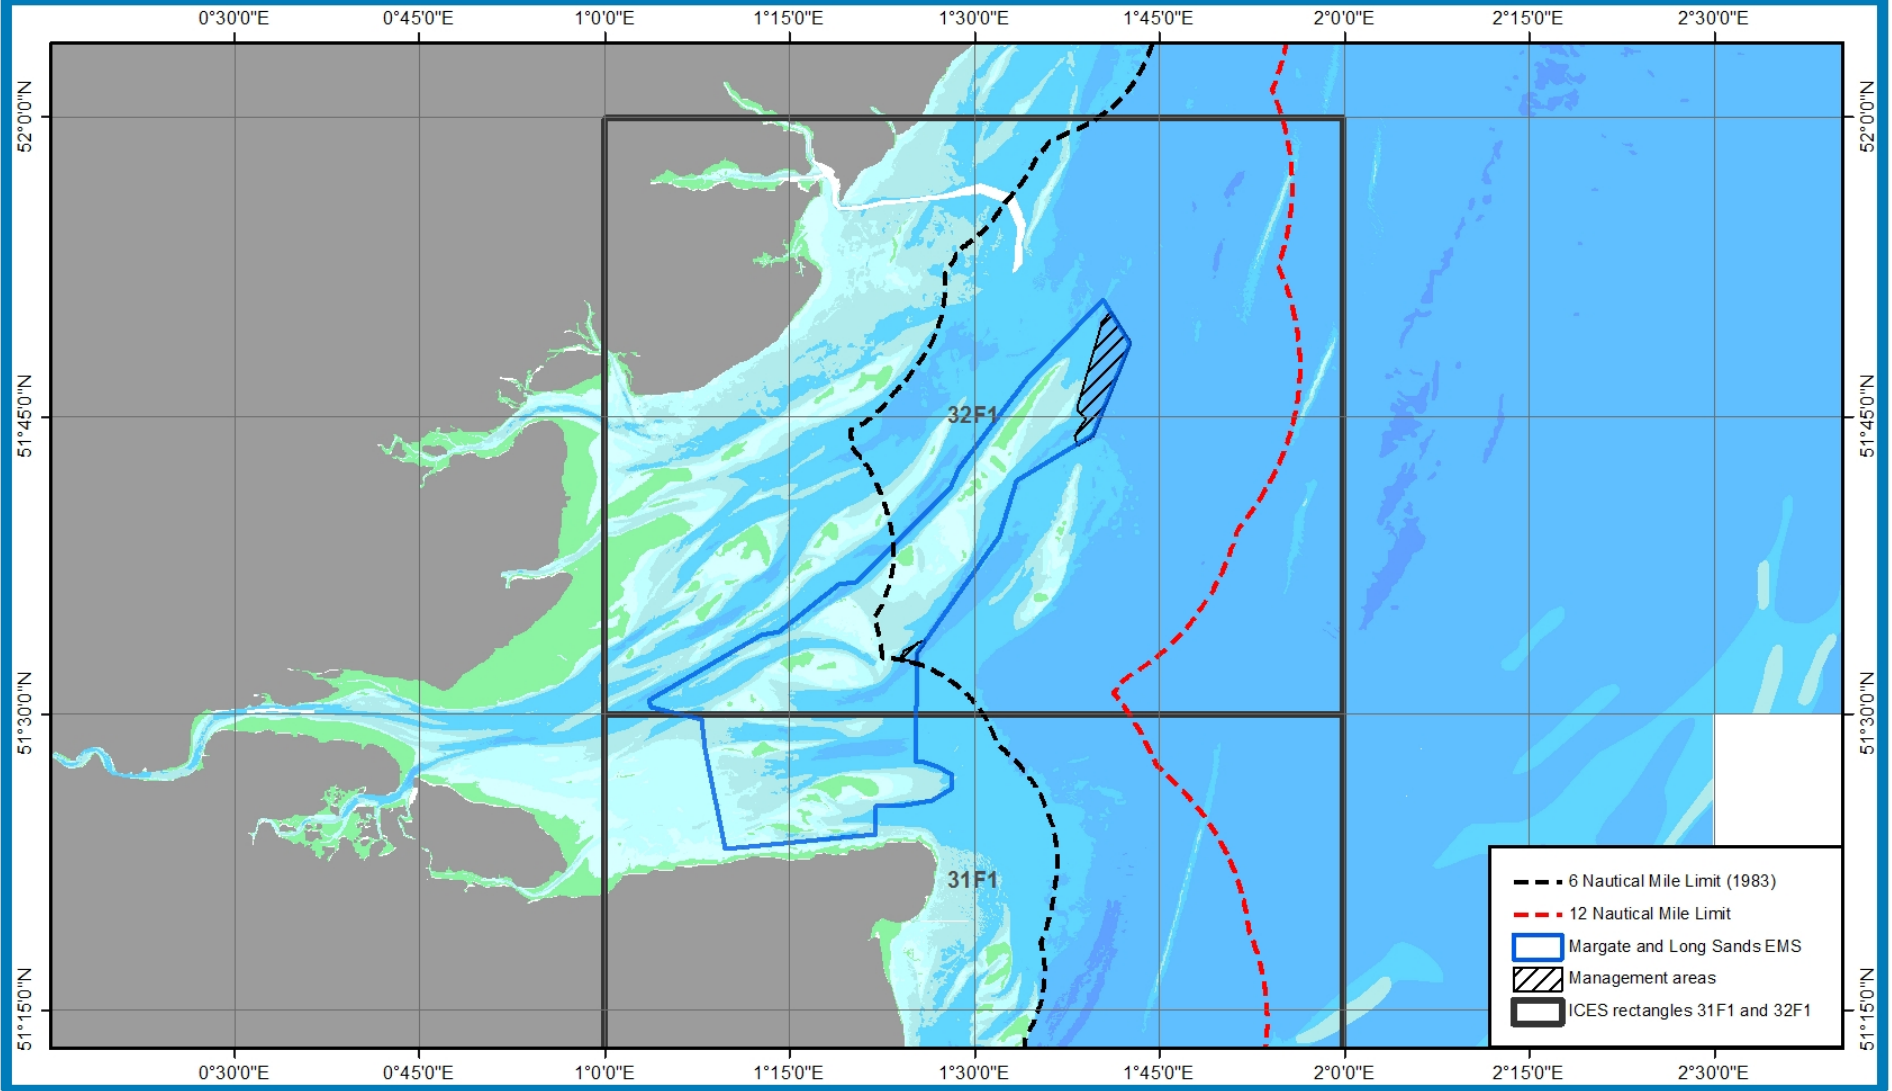 0°30'0"E 0°45'0"E 1°0'0"E 1°15'0"E 1°30'0"E 1°45'0"E 2°0'0"E 2°15'0"E 2°30'0"E
52°0'0"N 52°0'0"N
51°45'0"N 32F1 51°45'0"N
51°30'0"N 51°30'0"N
31F1
6 Nautical Mile Limit (1983)
12 Nautical Mile Limit
Margate and Long Sands EMS
Management areas
ICES rectangles 31F1 and 32F1
51°15'0"N 51°15'0"N
0°30'0"E 0°45'0"E 1°0'0"E 1°15'0"E 1°30'0"E 1°45'0"E 2°0'0"E 2°15'0"E 2°30'0"E